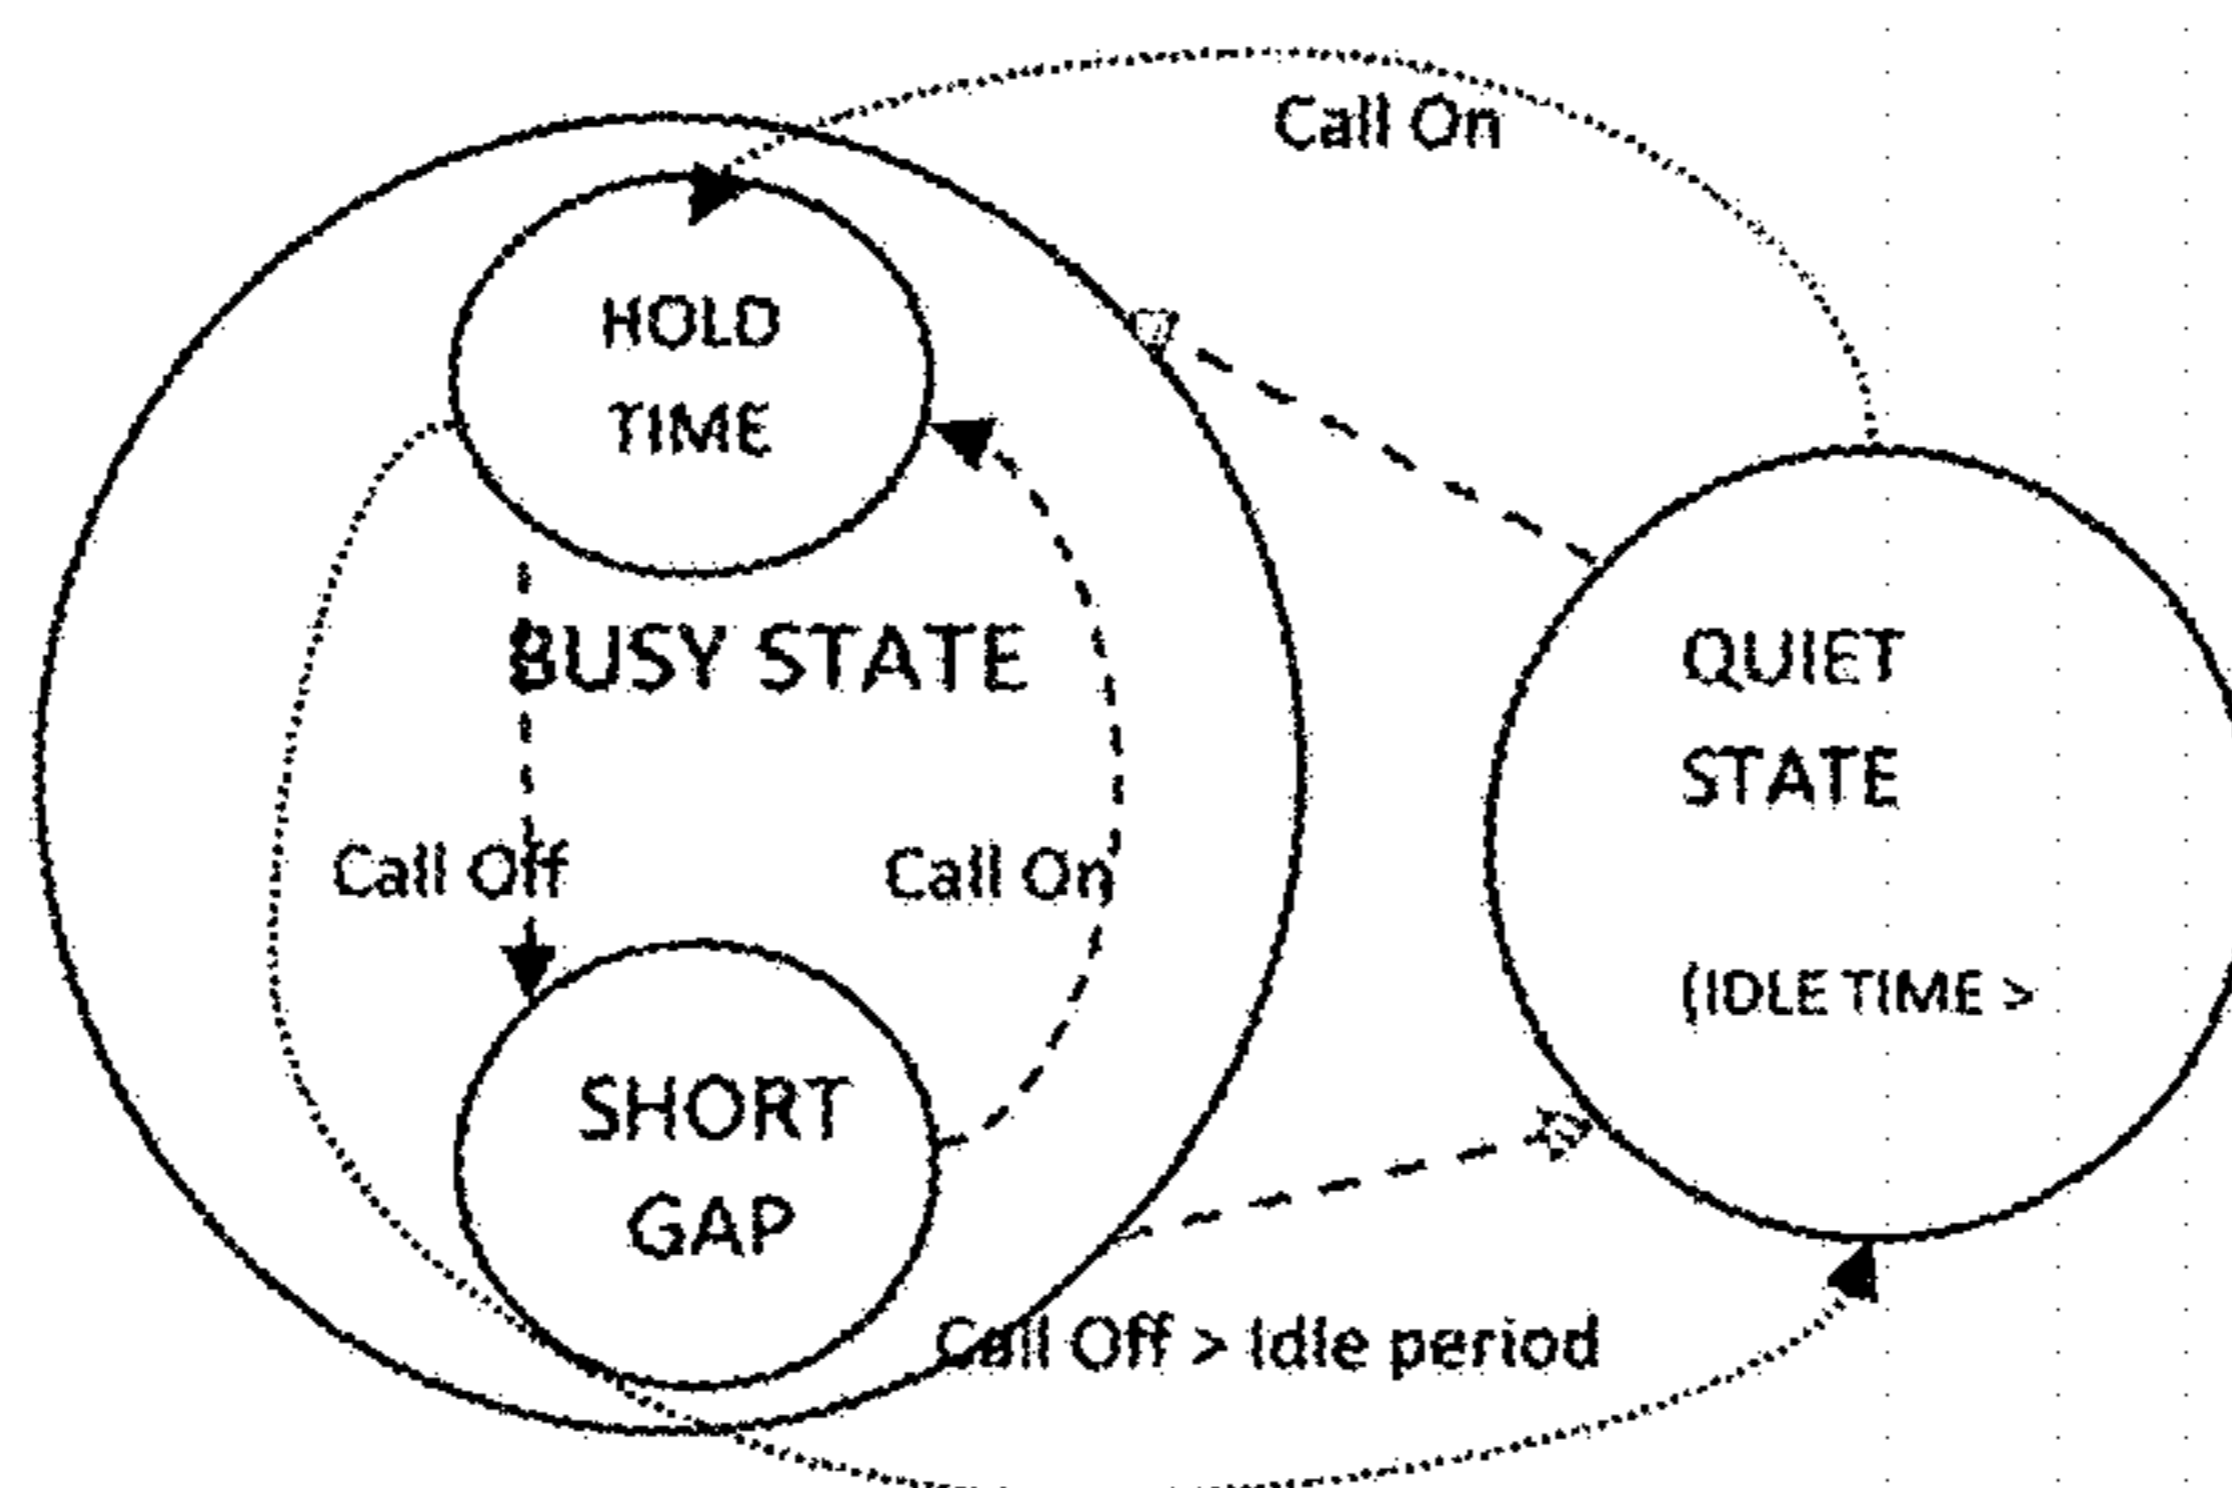 Call On
HOLD
TIME
BUSY STATE
Call Off
Call On
SHORT
GAP
QUIET
STATE
(IDLE TIME >
Call Off > Idle period